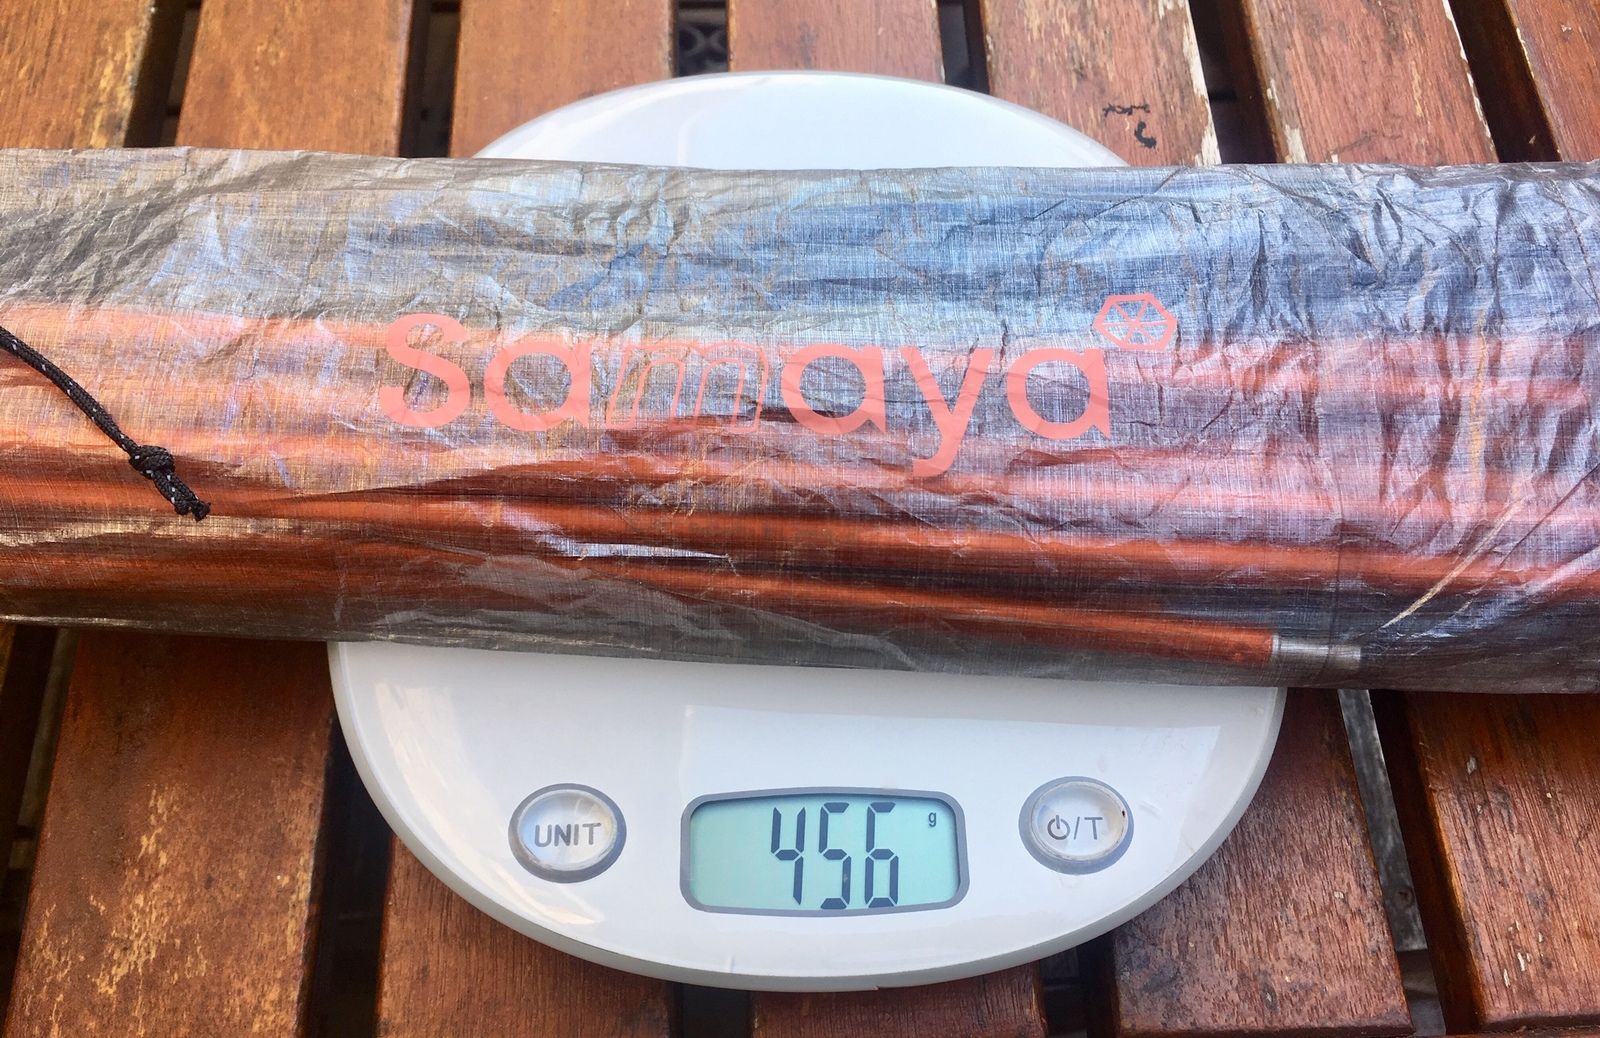 Samaya
UNIT
456 g
⏻/T